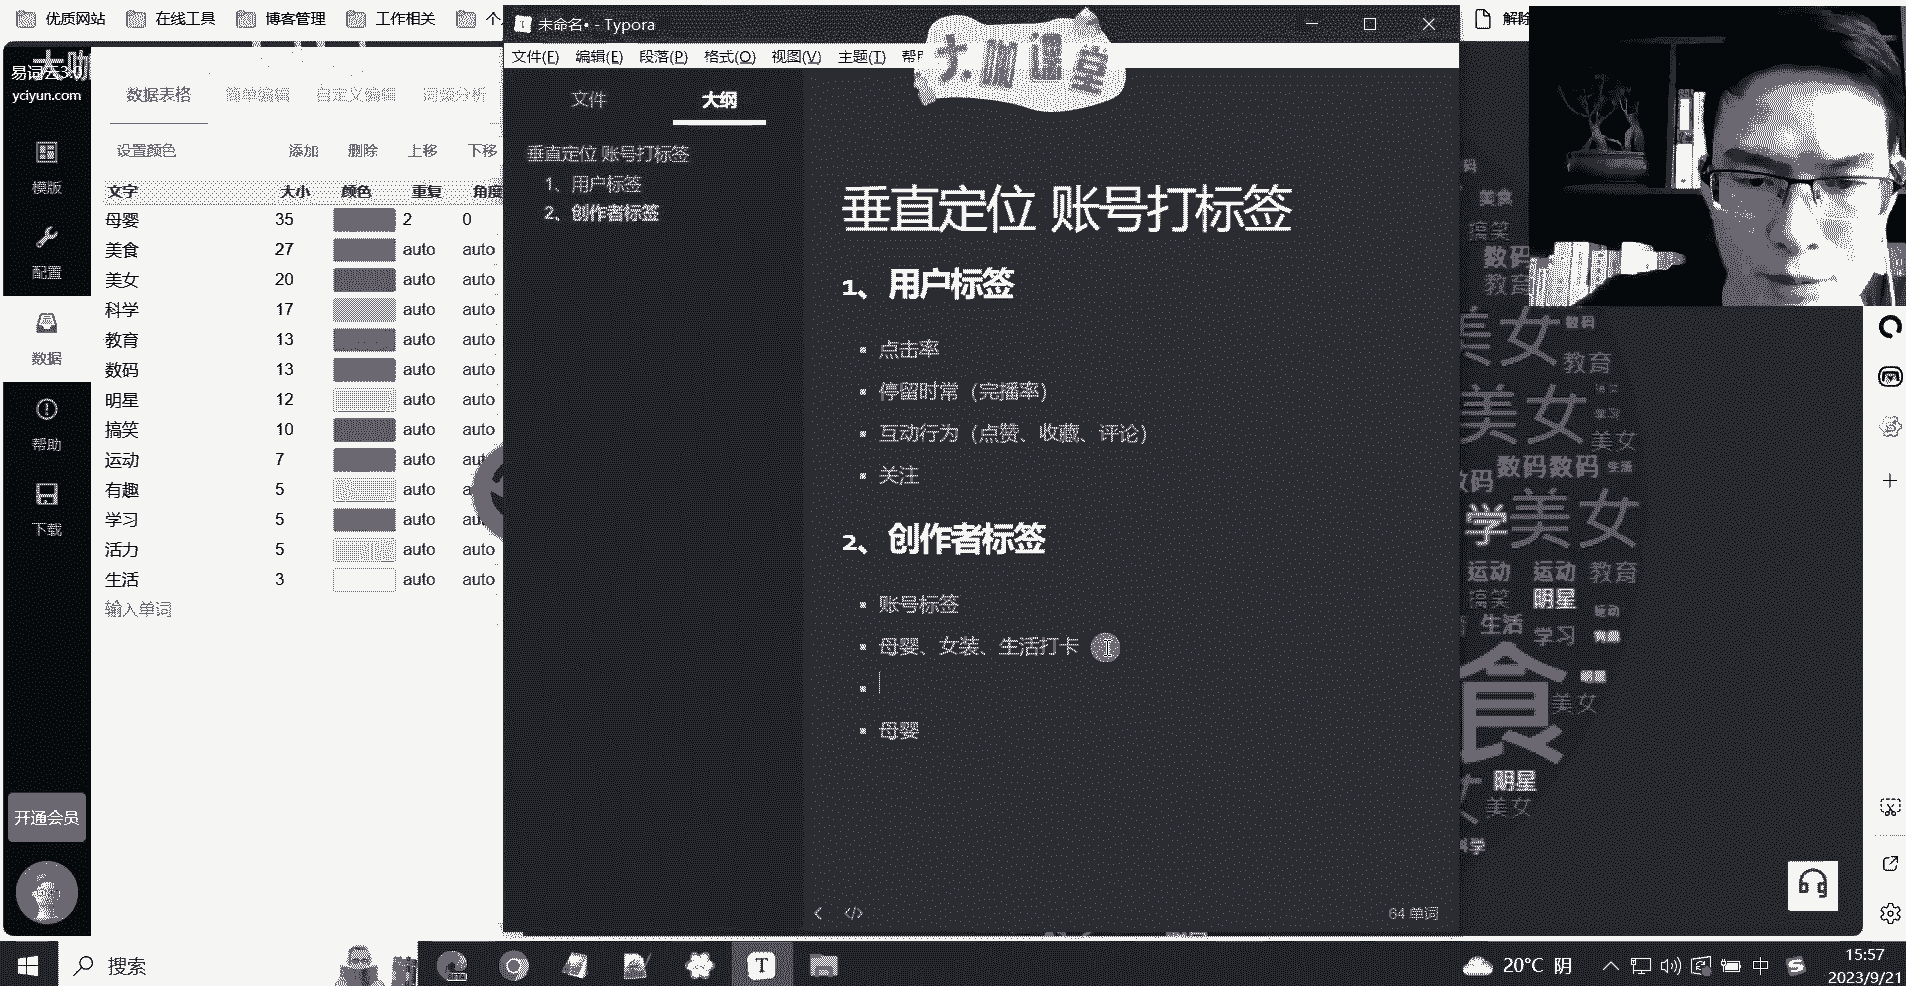 优质网站 在线工具 博客管理 工作相关
未命名• - Typora
解除
文件(F) 编辑(E) 段落(P) 格式(O) 视图(V) 主题(T)
大咖课堂
易词云3.0
yciyun.com
模版
配置
数据
帮助
下载
开通会员
数据表格 简单编辑 自定义编辑 词频分析
设置颜色 添加 删除 上移 下移
文字 大小 颜色 重复 角度
母婴 35 2 0
美食 27 auto auto
美女 20 auto auto
科学 17 auto auto
教育 13 auto auto
数码 13 auto auto
明星 12 auto auto
搞笑 10 auto auto
运动 7 auto auto
有趣 5 auto
学习 5 auto
活力 5 auto auto
生活 3 auto auto
输入单词
文件 大纲
垂直定位 账号打标签
1、用户标签
2、创作者标签
垂直定位 账号打标签
1、用户标签
点击率
停留时常（完播率）
互动行为（点赞、收藏、评论）
关注
2、创作者标签
账号标签
母婴、女装、生活打卡
母婴
64 单词
美食
搞笑
数码
教育
美女 数码
教育
美女
美女
数码数码 生活
学 美女
运动 运动 教育
搞笑 明星
生活 学习
食
美女
明星
美女
科学
搜索
20°C 阴
中
15:57
2023/9/21